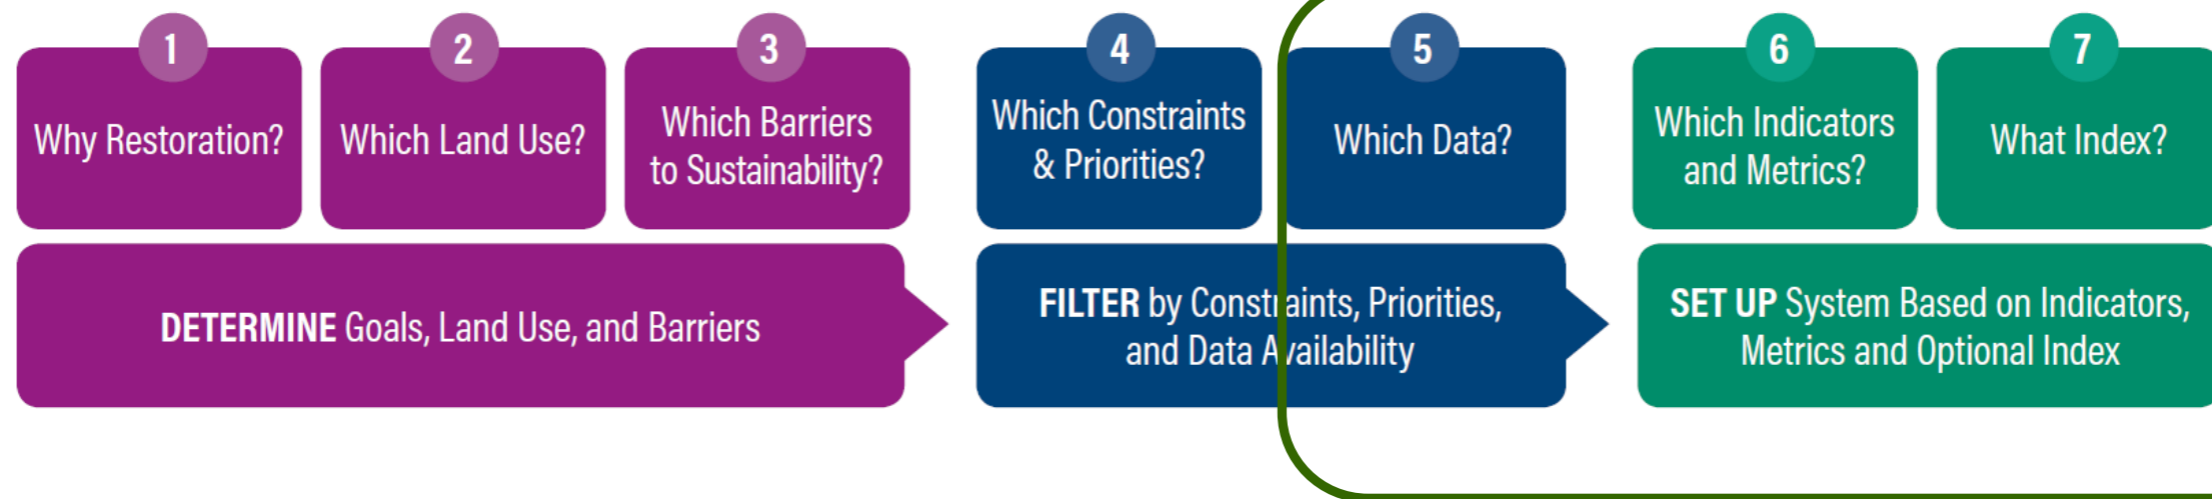 1
Why Restoration?
2
Which Land Use?
3
Which Barriers
to Sustainability?
DETERMINE Goals, Land Use, and Barriers
4
Which Constraints
& Priorities?
5
Which Data?
FILTER by Constraints, Priorities,
and Data Availability
6
Which Indicators
and Metrics?
7
What Index?
SET UP System Based on Indicators,
Metrics and Optional Index